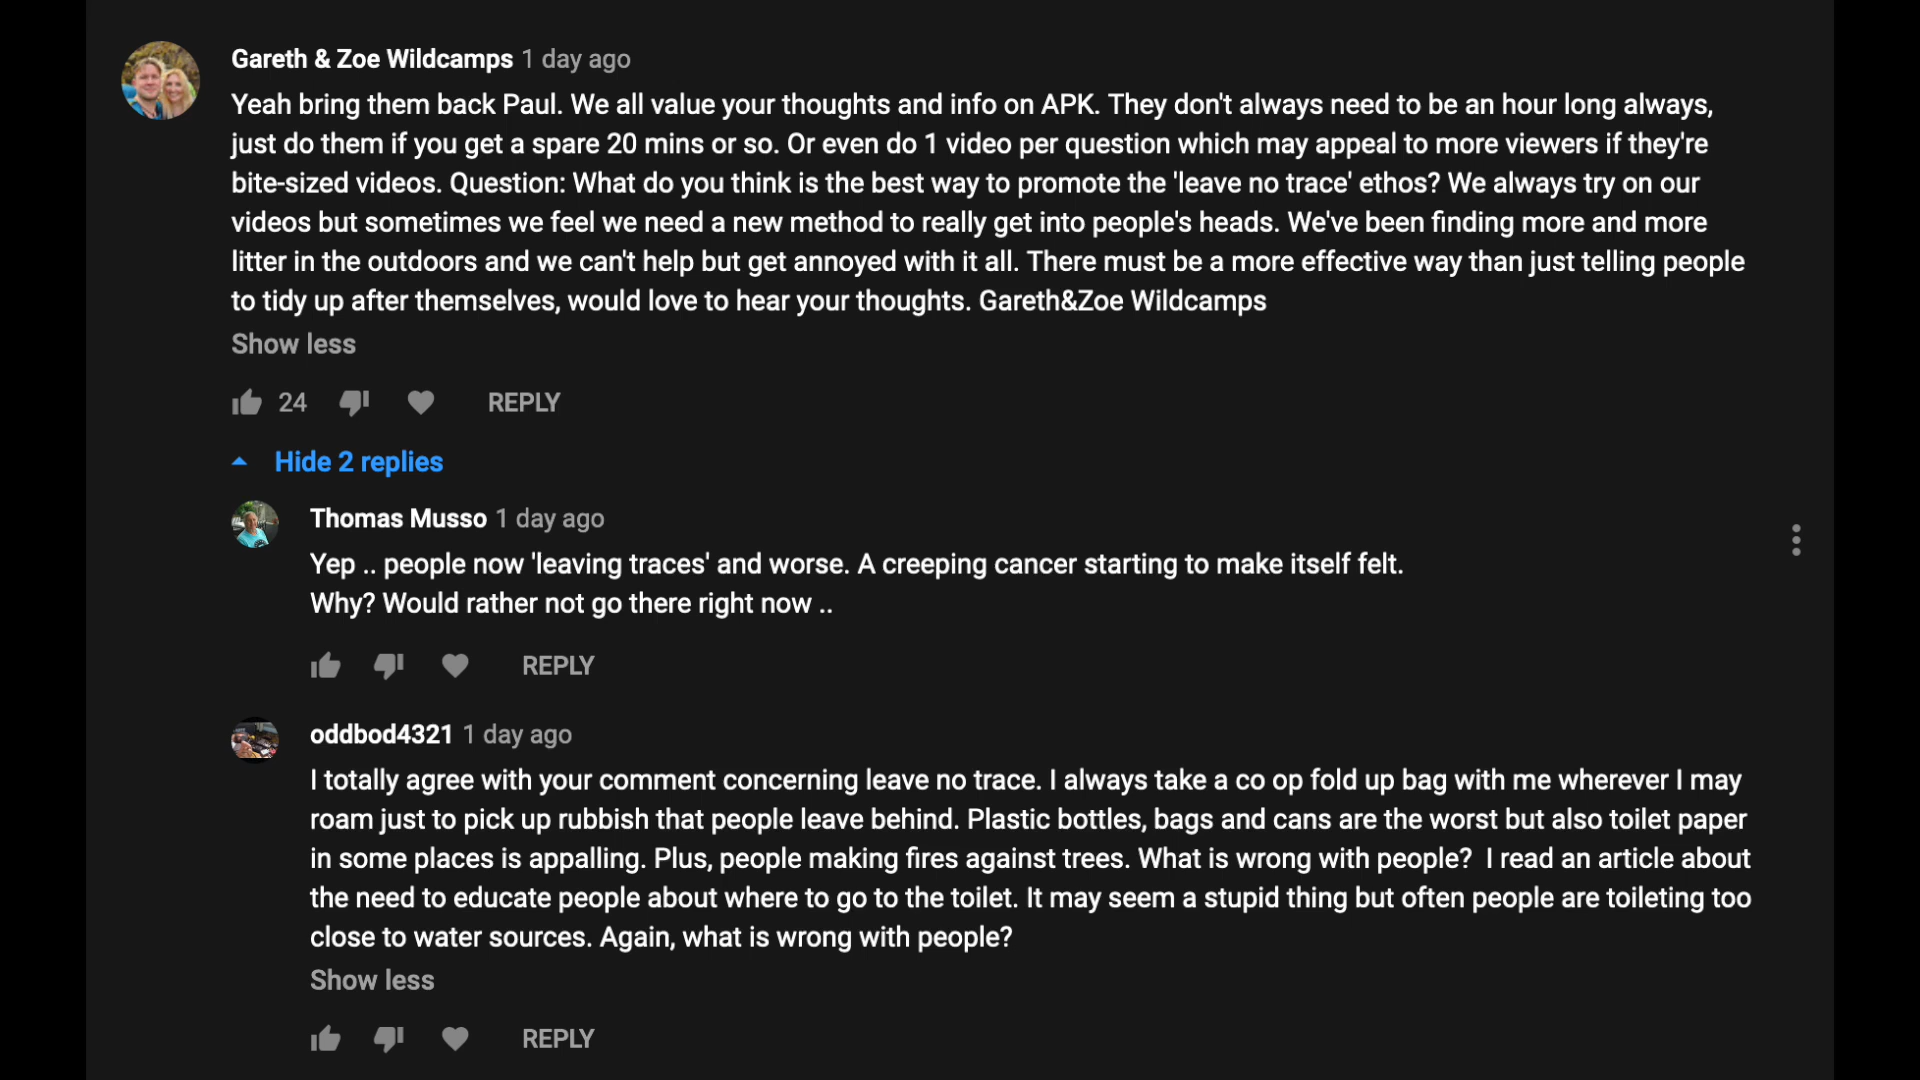 Gareth & Zoe Wildcamps 1 day ago
Yeah bring them back Paul. We all value your thoughts and info on APK. They don't always need to be an hour long always,
just do them if you get a spare 20 mins or so. Or even do 1 video per question which may appeal to more viewers if they're
bite-sized videos. Question: What do you think is the best way to promote the 'leave no trace' ethos? We always try on our
videos but sometimes we feel we need a new method to really get into people's heads. We've been finding more and more
litter in the outdoors and we can't help but get annoyed with it all. There must be a more effective way than just telling people
to tidy up after themselves, would love to hear your thoughts. Gareth&Zoe Wildcamps
Show less
24 REPLY
Hide 2 replies
Thomas Musso 1 day ago
Yep .. people now 'leaving traces' and worse. A creeping cancer starting to make itself felt.
Why? Would rather not go there right now ..
REPLY
oddbod4321 1 day ago
I totally agree with your comment concerning leave no trace. I always take a co op fold up bag with me wherever I may
roam just to pick up rubbish that people leave behind. Plastic bottles, bags and cans are the worst but also toilet paper
in some places is appalling. Plus, people making fires against trees. What is wrong with people?  I read an article about
the need to educate people about where to go to the toilet. It may seem a stupid thing but often people are toileting too
close to water sources. Again, what is wrong with people?
Show less
REPLY